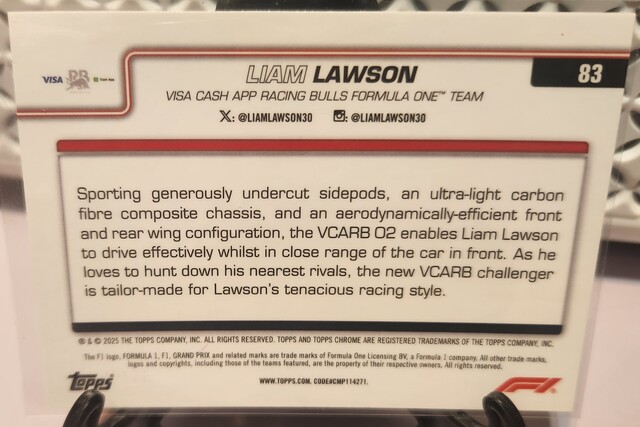 VISA RB Cash App
LIAM LAWSON
83
VISA CASH APP RACING BULLS FORMULA ONE™ TEAM
X: @LIAMLAWSON30 : @LIAMLAWSON30
Sporting generously undercut sidepods, an ultra-light carbon
fibre composite chassis, and an aerodynamically-efficient front
and rear wing configuration, the VCARB 02 enables Liam Lawson
to drive effectively whilst in close range of the car in front. As he
loves to hunt down his nearest rivals, the new VCARB challenger
is tailor-made for Lawson's tenacious racing style.
® & © 2025 THE TOPPS COMPANY, INC. ALL RIGHTS RESERVED. TOPPS AND TOPPS CHROME ARE REGISTERED TRADEMARKS OF THE TOPPS COMPANY, INC.
The F1 logo, FORMULA 1, F1, GRAND PRIX and related marks are trade marks of Formula One Licensing BV, a Formula 1 company. All other trade marks,
logos and copyrights, including those of the teams featured, are the property of their respective owners. All rights reserved.
Topps
WWW.TOPPS.COM. CODE#CMP114271.
F1